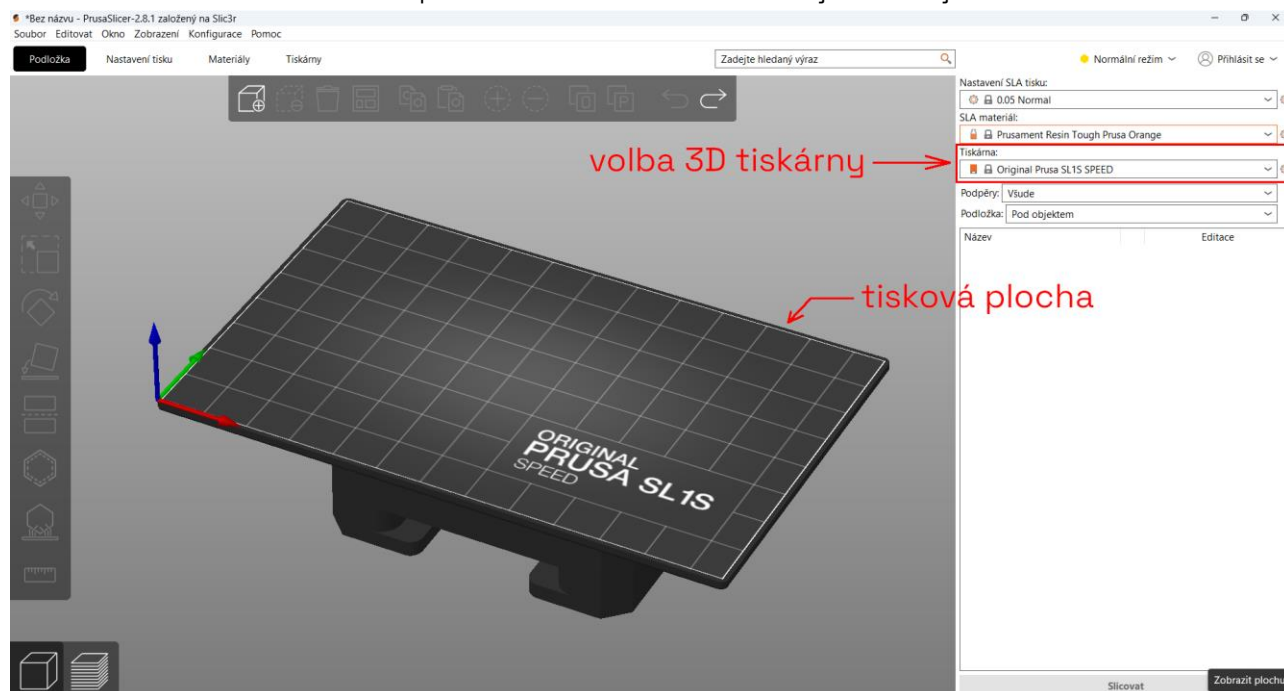 *Bez názvu - PrusaSlicer-2.8.1 založený na Slic3r
Soubor Editovat Okno Zobrazení Konfigurace Pomoc
Podložka Nastavení tisku Materiály Tiskárny Zadejte hledaný výraz Normální režim Přihlásit se
Nastavení SLA tisku:
0.05 Normal
SLA materiál:
Prusament Resin Tough Prusa Orange
Tiskárna:
Original Prusa SL1S SPEED
Podpěry: Všude
Podložka: Pod objektem
Název Editace
volba 3D tiskárny
tisková plocha
ORIGINAL
PRUSA SL1S
SPEED
Slicovat
Zobrazit plochu